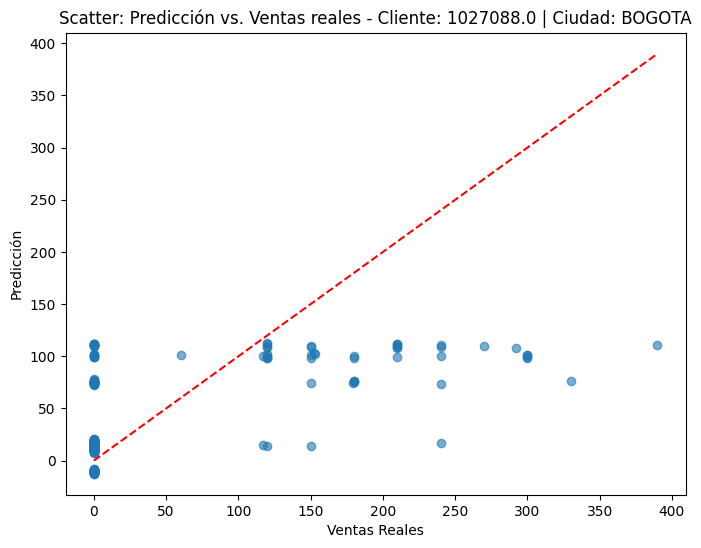 Scatter: Predicción vs. Ventas reales - Cliente: 1027088.0 | Ciudad: BOGOTA
400
350
300
250
200
150
100
50
0
Predicción
0 50 100 150 200 250 300 350 400
Ventas Reales